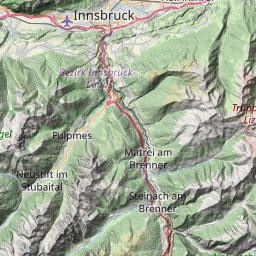 Innsbruck
Bezirk Innsbruck-
Land
Fulpmes
Matrei am
Brenner
Neustift im
Stubaital
Steinach am
Brenner